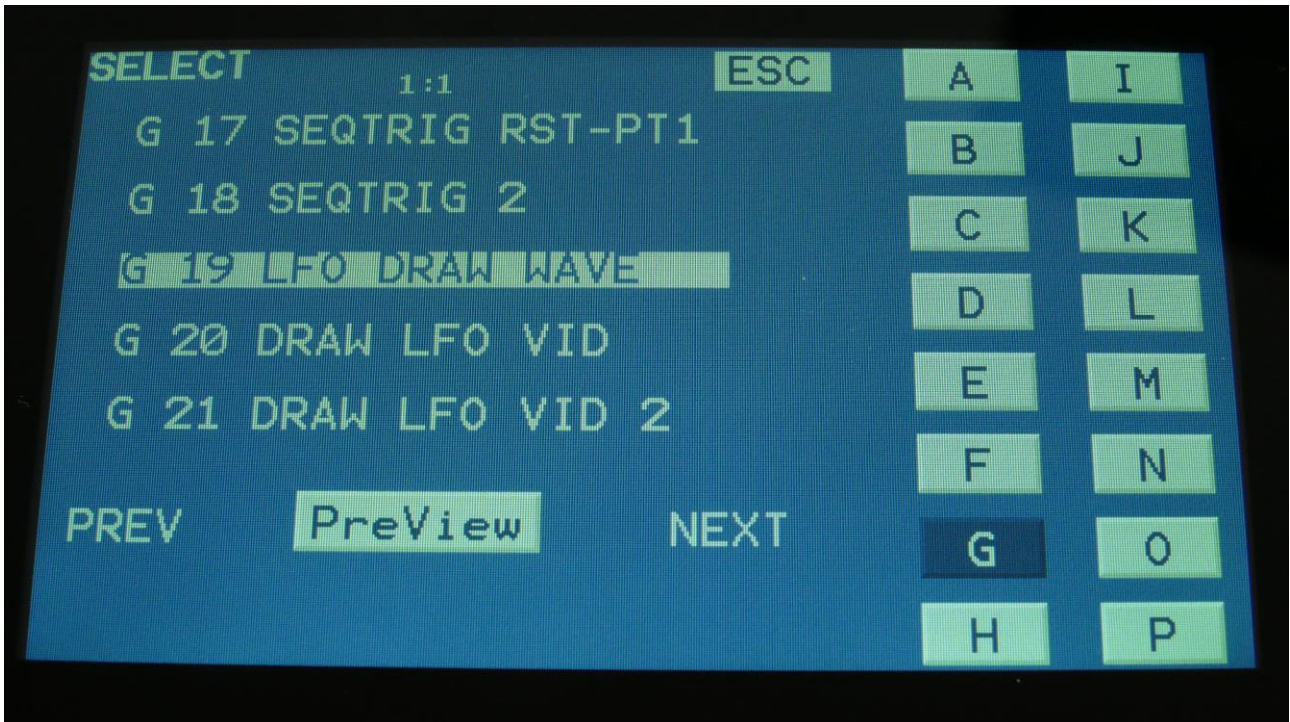 SELECT 1:1 ESC
G 17 SEQTRIG RST-PT1
G 18 SEQTRIG 2
G 19 LFO DRAW WAVE
G 20 DRAW LFO VID
G 21 DRAW LFO VID 2
PREV PreView NEXT
A I
B J
C K
D L
E M
F N
G O
H P